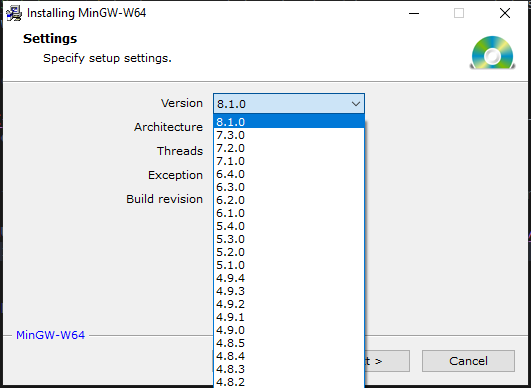 Installing MinGW-W64
Settings
Specify setup settings.
Version 8.1.0
8.1.0
Architecture
7.3.0
7.2.0
Threads
7.1.0
6.4.0
Exception
6.3.0
6.2.0
Build revision
6.1.0
5.4.0
5.3.0
5.2.0
5.1.0
4.9.4
4.9.3
4.9.2
4.9.1
4.9.0
MinGW-W64
4.8.5
4.8.4
4.8.3
4.8.2
>
Cancel